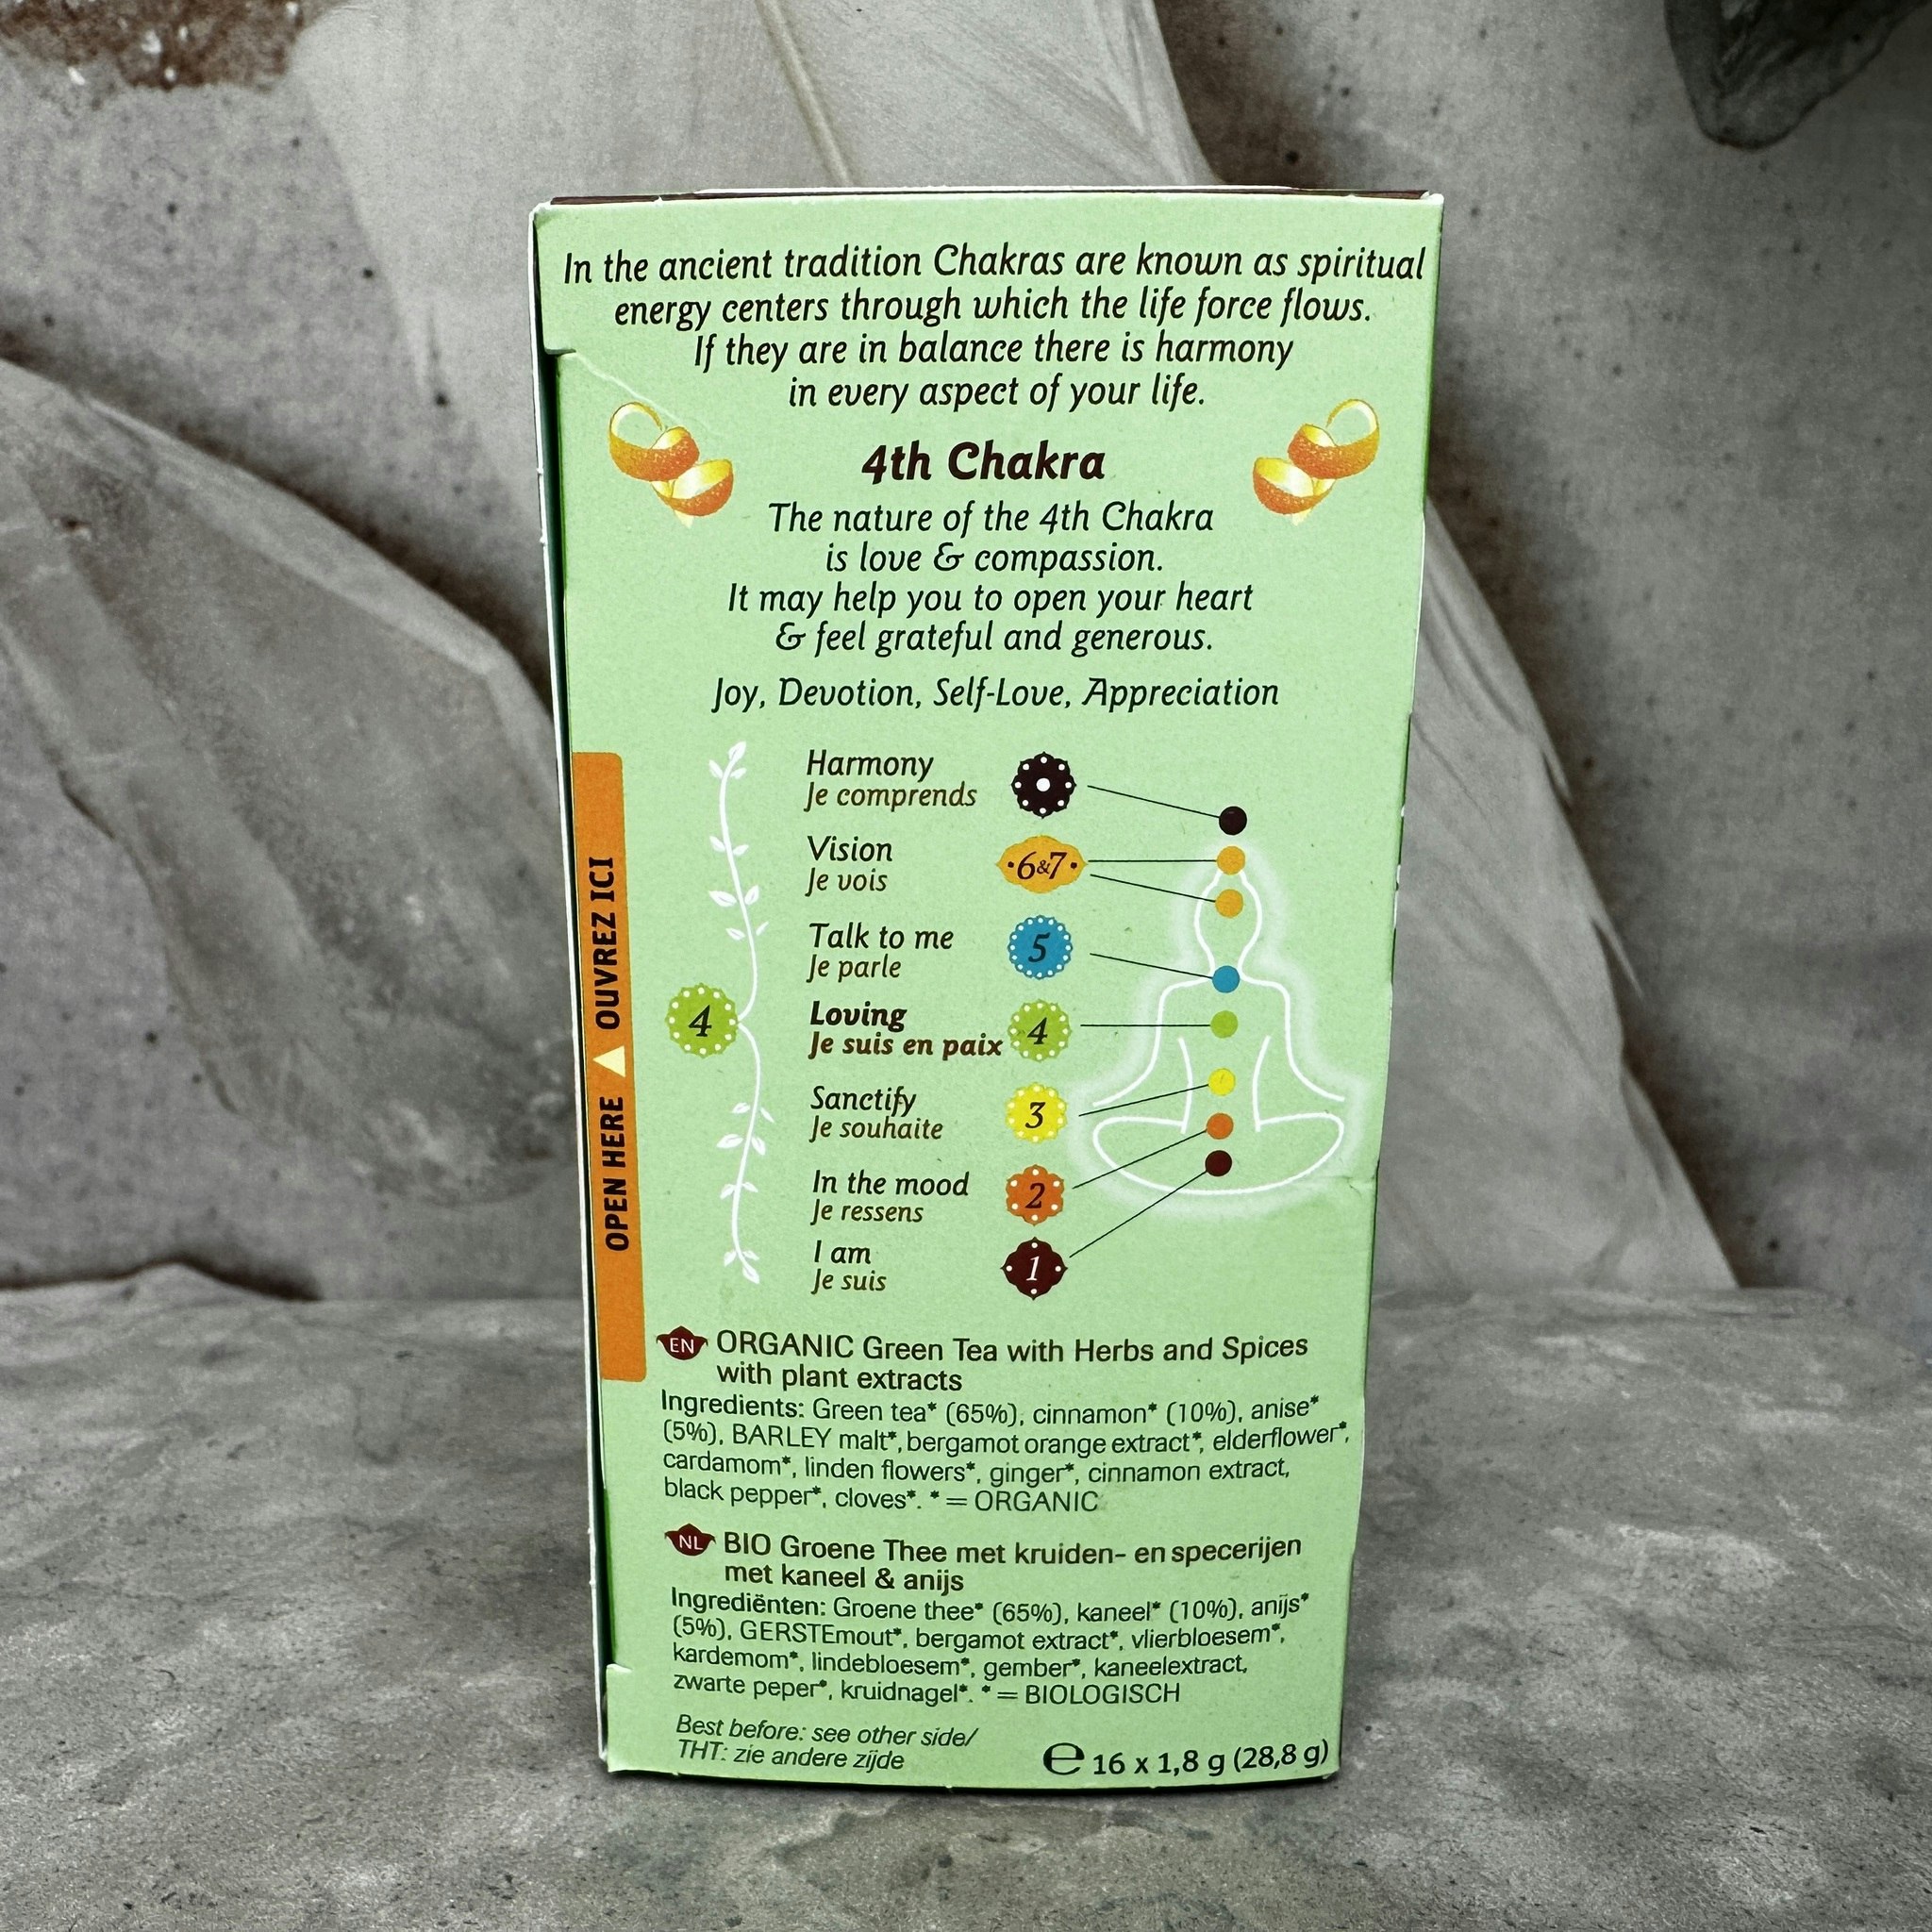 In the ancient tradition Chakras are known as spiritual
energy centers through which the life force flows.
If they are in balance there is harmony
in every aspect of your life.
4th Chakra
The nature of the 4th Chakra
is love & compassion.
It may help you to open your heart
& feel grateful and generous.
Joy, Devotion, Self-Love, Appreciation
Harmony
Je comprends
Vision
Je vois
·6&7·
Talk to me
Je parle
5
4
Loving
Je suis en paix
4
Sanctify
Je souhaite
3
In the mood
Je ressens
2
I am
Je suis
1
OPEN HERE ▲ OUVREZ ICI
EN ORGANIC Green Tea with Herbs and Spices
with plant extracts
Ingredients: Green tea* (65%), cinnamon* (10%), anise*
(5%), BARLEY malt*, bergamot orange extract*, elderflower*,
cardamom*, linden flowers*, ginger*, cinnamon extract,
black pepper*, cloves*. * = ORGANIC
NL BIO Groene Thee met kruiden- en specerijen
met kaneel & anijs
Ingrediënten: Groene thee* (65%), kaneel* (10%), anijs*
(5%), GERSTEmout*, bergamot extract*, vlierbloesem*,
kardemom*, lindebloesem*, gember*, kaneelextract,
zwarte peper*, kruidnagel*. * = BIOLOGISCH
Best before: see other side/
THT: zie andere zijde
℮ 16 x 1,8 g (28,8 g)